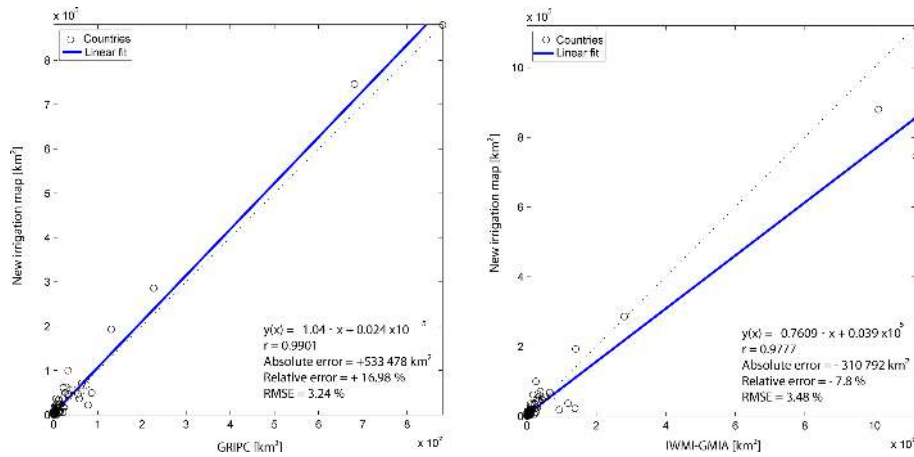 x 10⁵
Countries
Linear fit
8
7
6
5
4
3
2
1
0
New irrigation map [km²]
y(x) = 1.04 · x – 0.024 x10
r = 0.9901
Absolute error = +533 478 km²
Relative error = + 16.98 %
RMSE = 3.24 %
0 1 2 3 4 5 6 7 8
GRIPC [km²]
x 10
x 10⁵
Countries
Linear fit
10
8
6
4
2
0
New irrigation map [km²]
y(x) = 0.7609 · x + 0.039 x10⁵
r = 0.9777
Absolute error = - 310 792 km²
Relative error = - 7.8 %
RMSE = 3.48 %
0 2 4 6 8 10
IWMI-GMIA [km²]
x 10